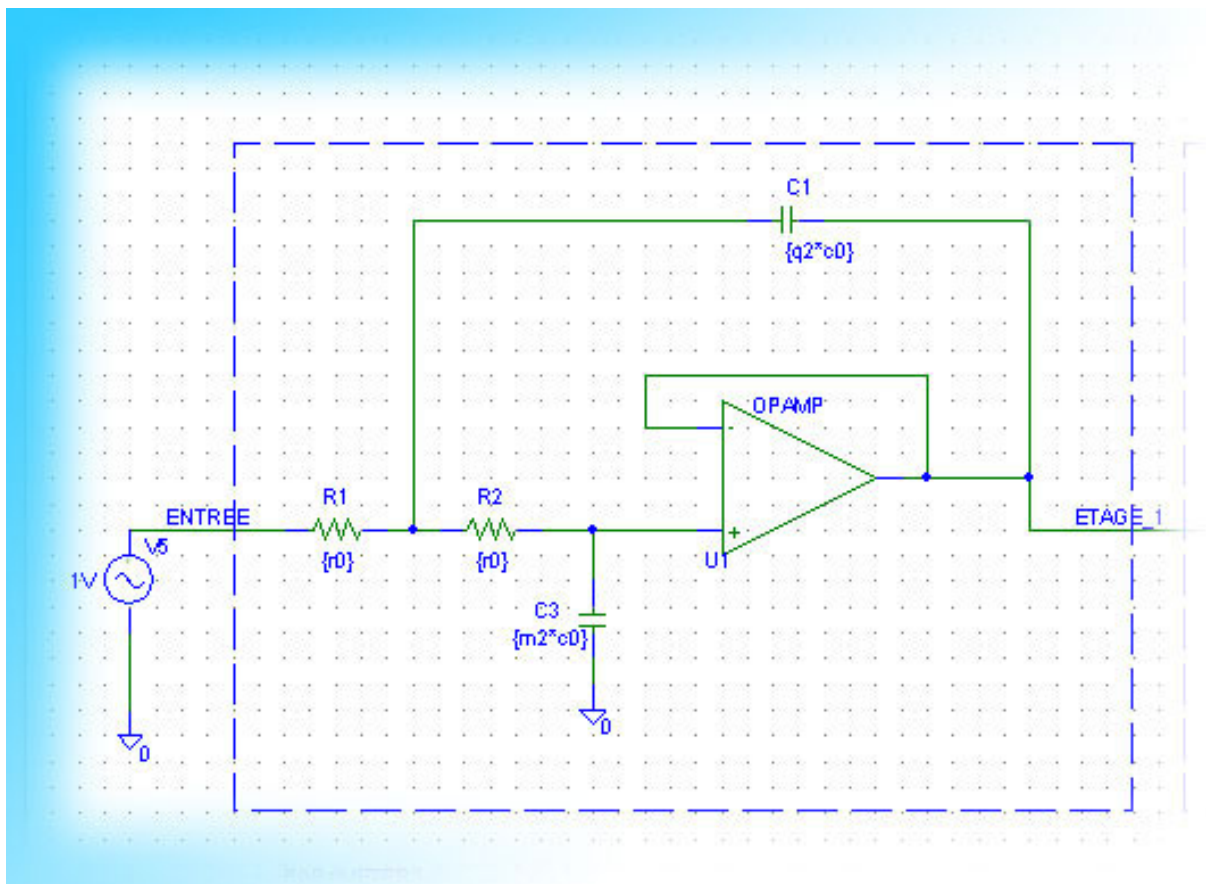 C1
{q2*c0}
OPAMP
-
R1
R2
ENTREE
ETAGE_1
V5
+
{r0}
{r0}
U1
1V
C3
{m2*c0}
0
0